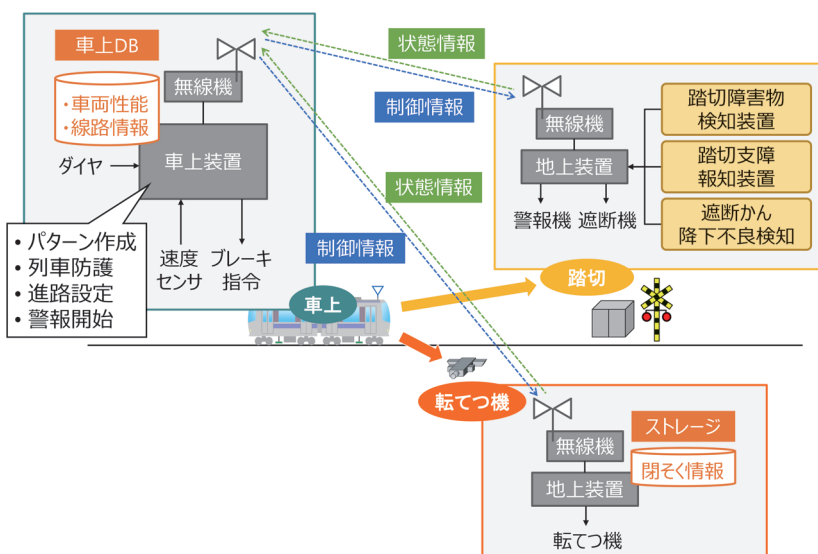 車上DB
・車両性能
・線路情報
無線機
車上装置
ダイヤ
• パターン作成
• 列車防護
• 進路設定
• 警報開始
速度
センサ
ブレーキ
指令
車上
状態情報
制御情報
状態情報
制御情報
無線機
地上装置
警報機
遮断機
踏切障害物
検知装置
踏切支障
報知装置
遮断かん
降下不良検知
踏切
転てつ機
無線機
地上装置
転てつ機
ストレージ
閉そく情報